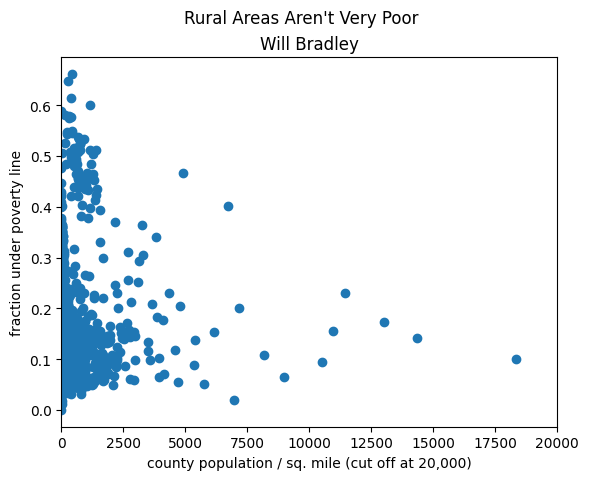 Rural Areas Aren't Very Poor
Will Bradley
fraction under poverty line
0.6
0.5
0.4
0.3
0.2
0.1
0.0
0 2500 5000 7500 10000 12500 15000 17500 20000
county population / sq. mile (cut off at 20,000)